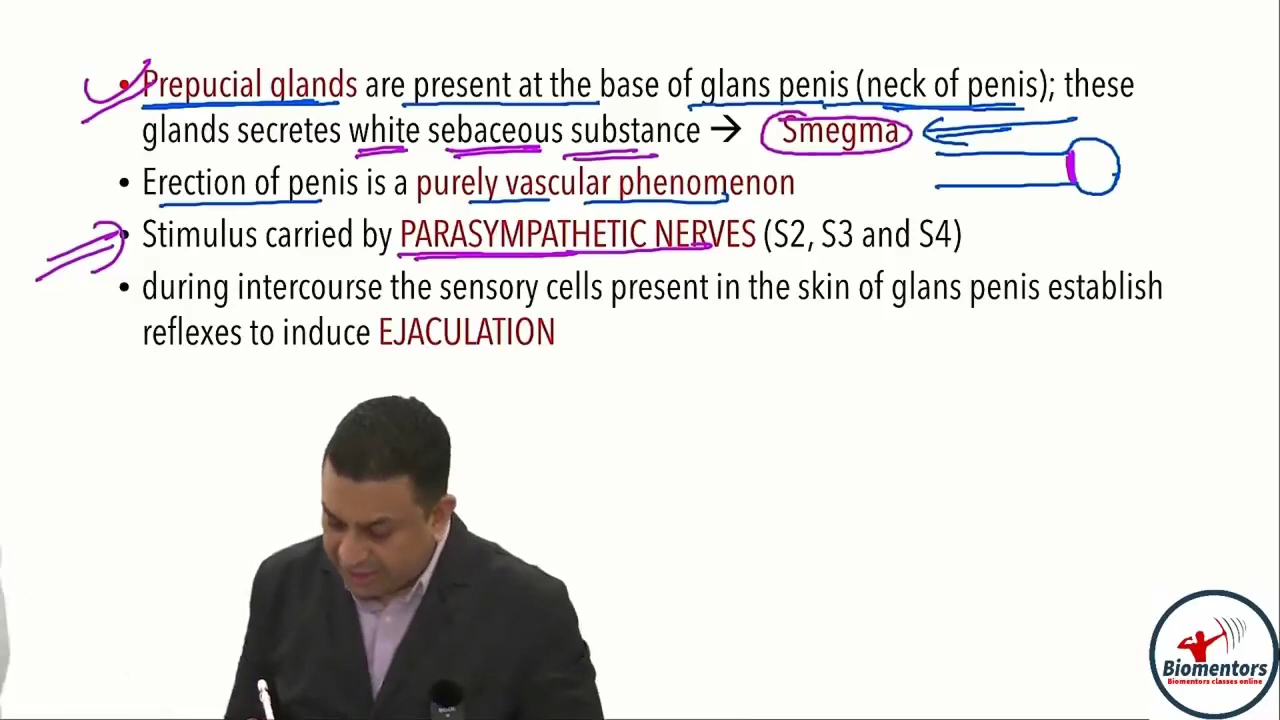 • Prepucial glands are present at the base of glans penis (neck of penis); these
glands secretes white sebaceous substance → Smegma
• Erection of penis is a purely vascular phenomenon
• Stimulus carried by PARASYMPATHETIC NERVES (S2, S3 and S4)
• during intercourse the sensory cells present in the skin of glans penis establish
reflexes to induce EJACULATION
Biomentors
Biomentors classes online